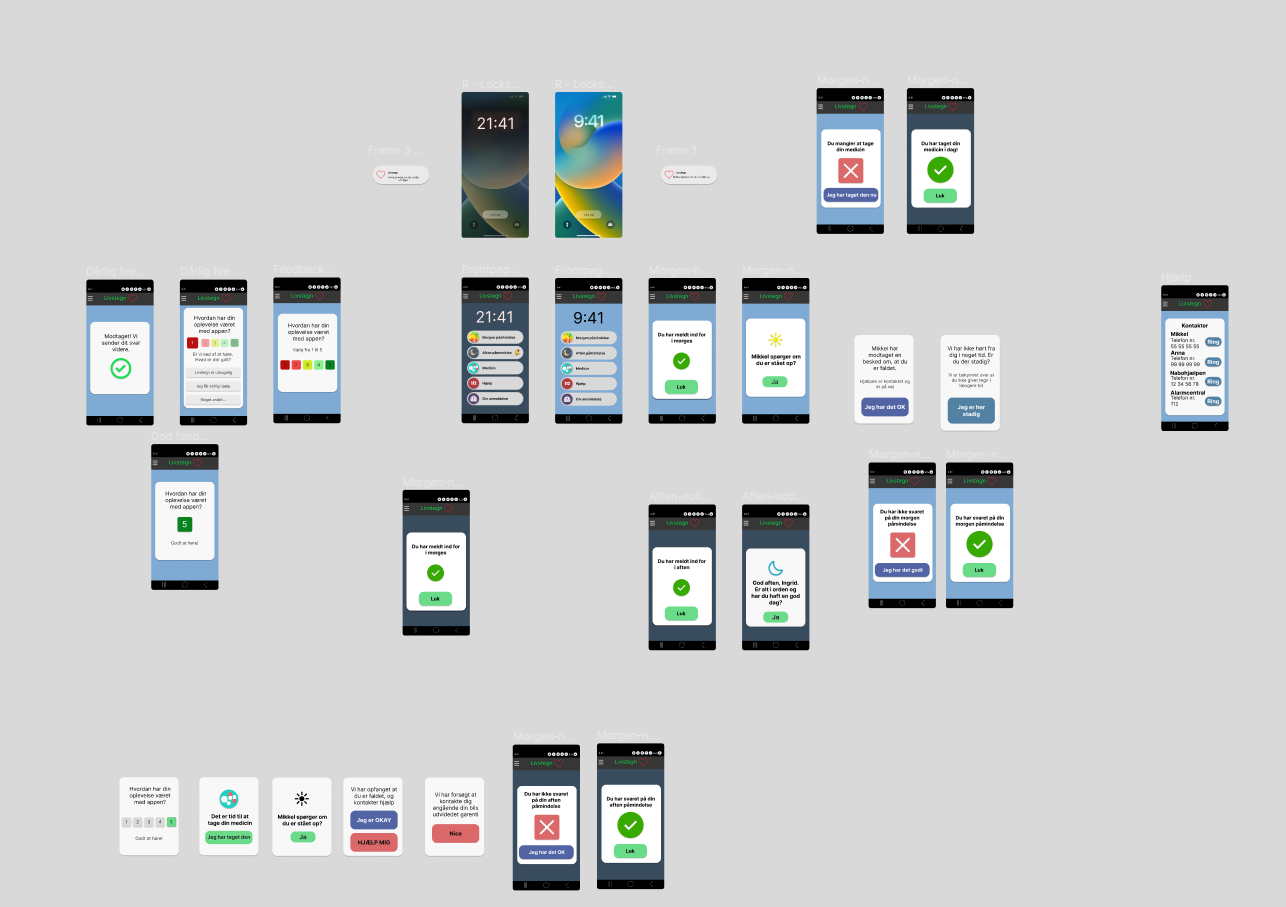 R - Locks...
21:41
R - Locks...
9:41
Frame 3 ...
Frame 1
Morgen-n...
Livstegn
Du mangler at tage
din medicin
Jeg har taget den nu
Morgen-n...
Livstegn
Du har taget din
medicin i dag!
Luk
Dårlig fee...
Livstegn
Modtaget! Vi
sender dit svar
videre.
Dårlig fee...
Livstegn
Hvordan har din
oplevelse været
med appen?
1 2 3 4 5
Er vi ked af at høre.
Hvad er der galt?
Livstegn er ubrugelig
Jeg får aldrig hjælp
Noget andet...
Feedback...
Livstegn
Hvordan har din
oplevelse været
med appen?
Vælg fra 1 til 5
1 2 3 4 5
Frontpag...
Livstegn
21:41
Morgen påmindelse
Aften påmindelse
Medicin
Hjælp
Giv anmeldelse
Frontpag...
Livstegn
9:41
Morgen påmindelse
Aften påmindelse
Medicin
Hjælp
Giv anmeldelse
Morgen-n...
Livstegn
Du har meldt ind for
i morges
Luk
Morgen-n...
Livstegn
Mikkel spørger om
du er stået op?
Ja
Mikkel har
modtaget en
besked om, at du
er faldet.
Hjælpen er kontaktet og
er på vej
Jeg har det OK
Vi har ikke hørt fra
dig i noget tid. Er
du der stadig?
Vi er bekymret over at
du ikke givet tegn i
længere tid
Jeg er her
stadig
Hjælp
Livstegn
Kontakter
Mikkel
Telefon nr.
55 55 55 55
Ring
Anna
Telefon nr.
99 99 99 99
Ring
Nabohjælpen
Telefon nr.
12 34 56 78
Ring
Alarmcentral
Telefon nr.
112
Ring
God feed...
Livstegn
Hvordan har din
oplevelse været
med appen?
5
Godt at høre!
Morgen-n...
Livstegn
Du har meldt ind for
i morges
Luk
Aften-noti...
Livstegn
Du har meldt ind for
i aften
Luk
Aften-noti...
Livstegn
God aften, Ingrid.
Er alt i orden og
har du haft en god
dag?
Ja
Morgen-n...
Livstegn
Du har ikke svaret
på din morgen
påmindelse
Jeg har det godt
Morgen-n...
Livstegn
Du har svaret på din
morgan påmindelse
Luk
Hvordan har din
oplevelse været
med appen?
1 2 3 4 5
Godt at høre!
Det er tid til at
tage din medicin
Jeg har taget den
Mikkel spørger om
du er stået op?
Ja
Vi har opfanget at
du er faldet, og
kontakter hjælp
Jeg er OKAY
HJÆLP MIG
Vi har forsøgt at
kontakte dig
angående din bils
udvidedet garenti
Nice
Morgen-n...
Livstegn
Du har ikke svaret
på din aften
påmindelse
Jeg har det OK
Morgen-n...
Livstegn
Du har svaret på din
aften påmindelse
Luk